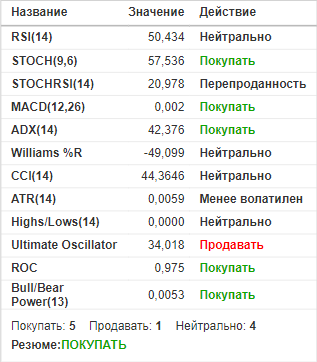 Название Значение Действие
RSI(14) 50,434 Нейтрально
STOCH(9,6) 57,536 Покупать
STOCHRSI(14) 20,978 Перепроданность
MACD(12,26) 0,002 Покупать
ADX(14) 42,376 Покупать
Williams %R -49,099 Нейтрально
CCI(14) 44,3646 Нейтрально
ATR(14) 0,0059 Менее волатилен
Highs/Lows(14) 0,0000 Нейтрально
Ultimate Oscillator 34,018 Продавать
ROC 0,975 Покупать
Bull/Bear
Power(13) 0,0053 Покупать
Покупать: 5 Продавать: 1 Нейтрально: 4
Резюме:ПОКУПАТЬ